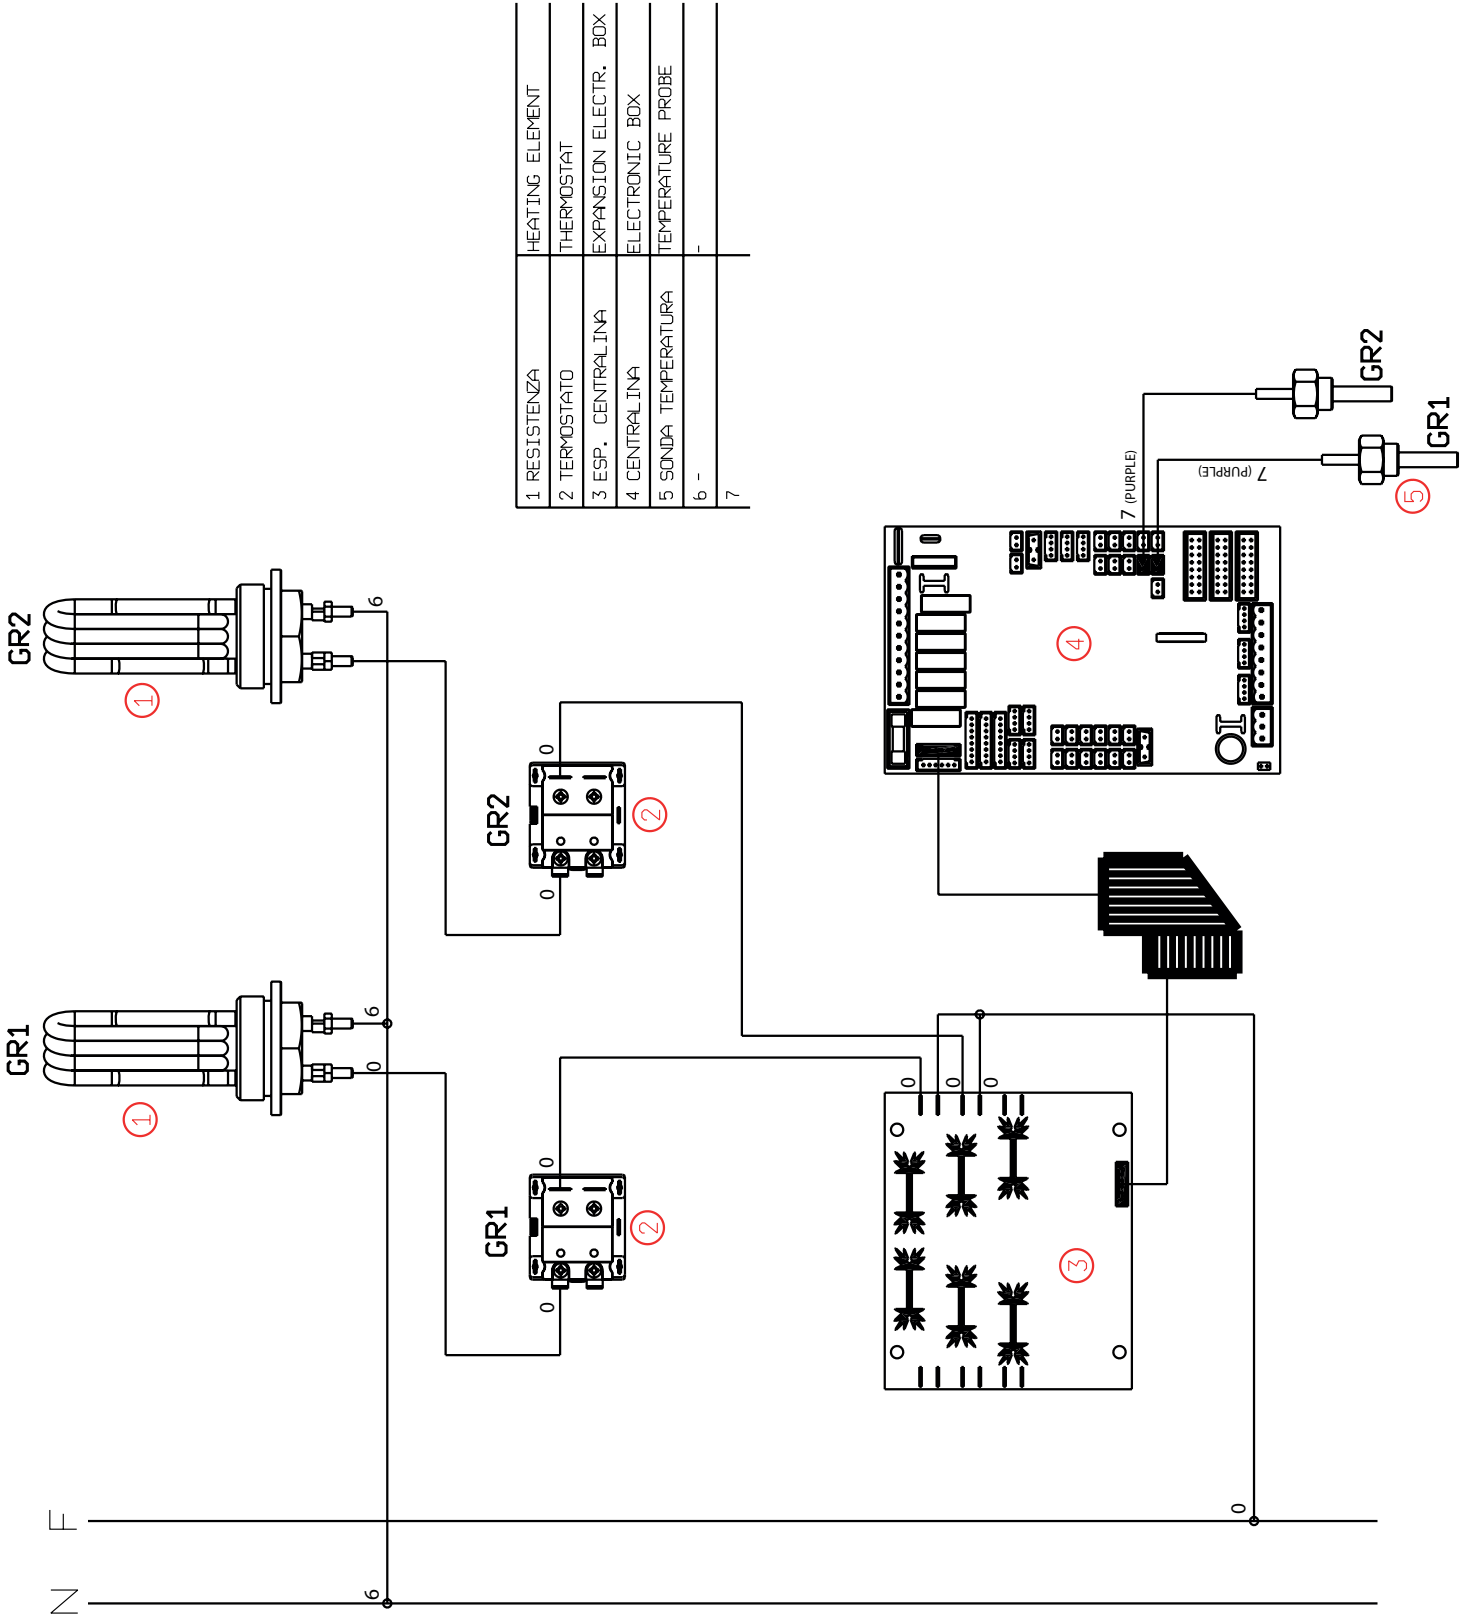 GR1
GR2
N
F
1
1
6
0
6
6
GR1
GR2
0
0
0
0
1 RESISTENZA HEATING ELEMENT
2 TERMOSTATO THERMOSTAT
3 ESP. CENTRALINA EXPANSION ELECTR. BOX
4 CENTRALINA ELECTRONIC BOX
5 SONDA TEMPERATURA TEMPERATURE PROBE
6 - -
7
2
2
0
0
0
3
4
7 (PURPLE)
7 (PURPLE)
0
GR2
5
GR1